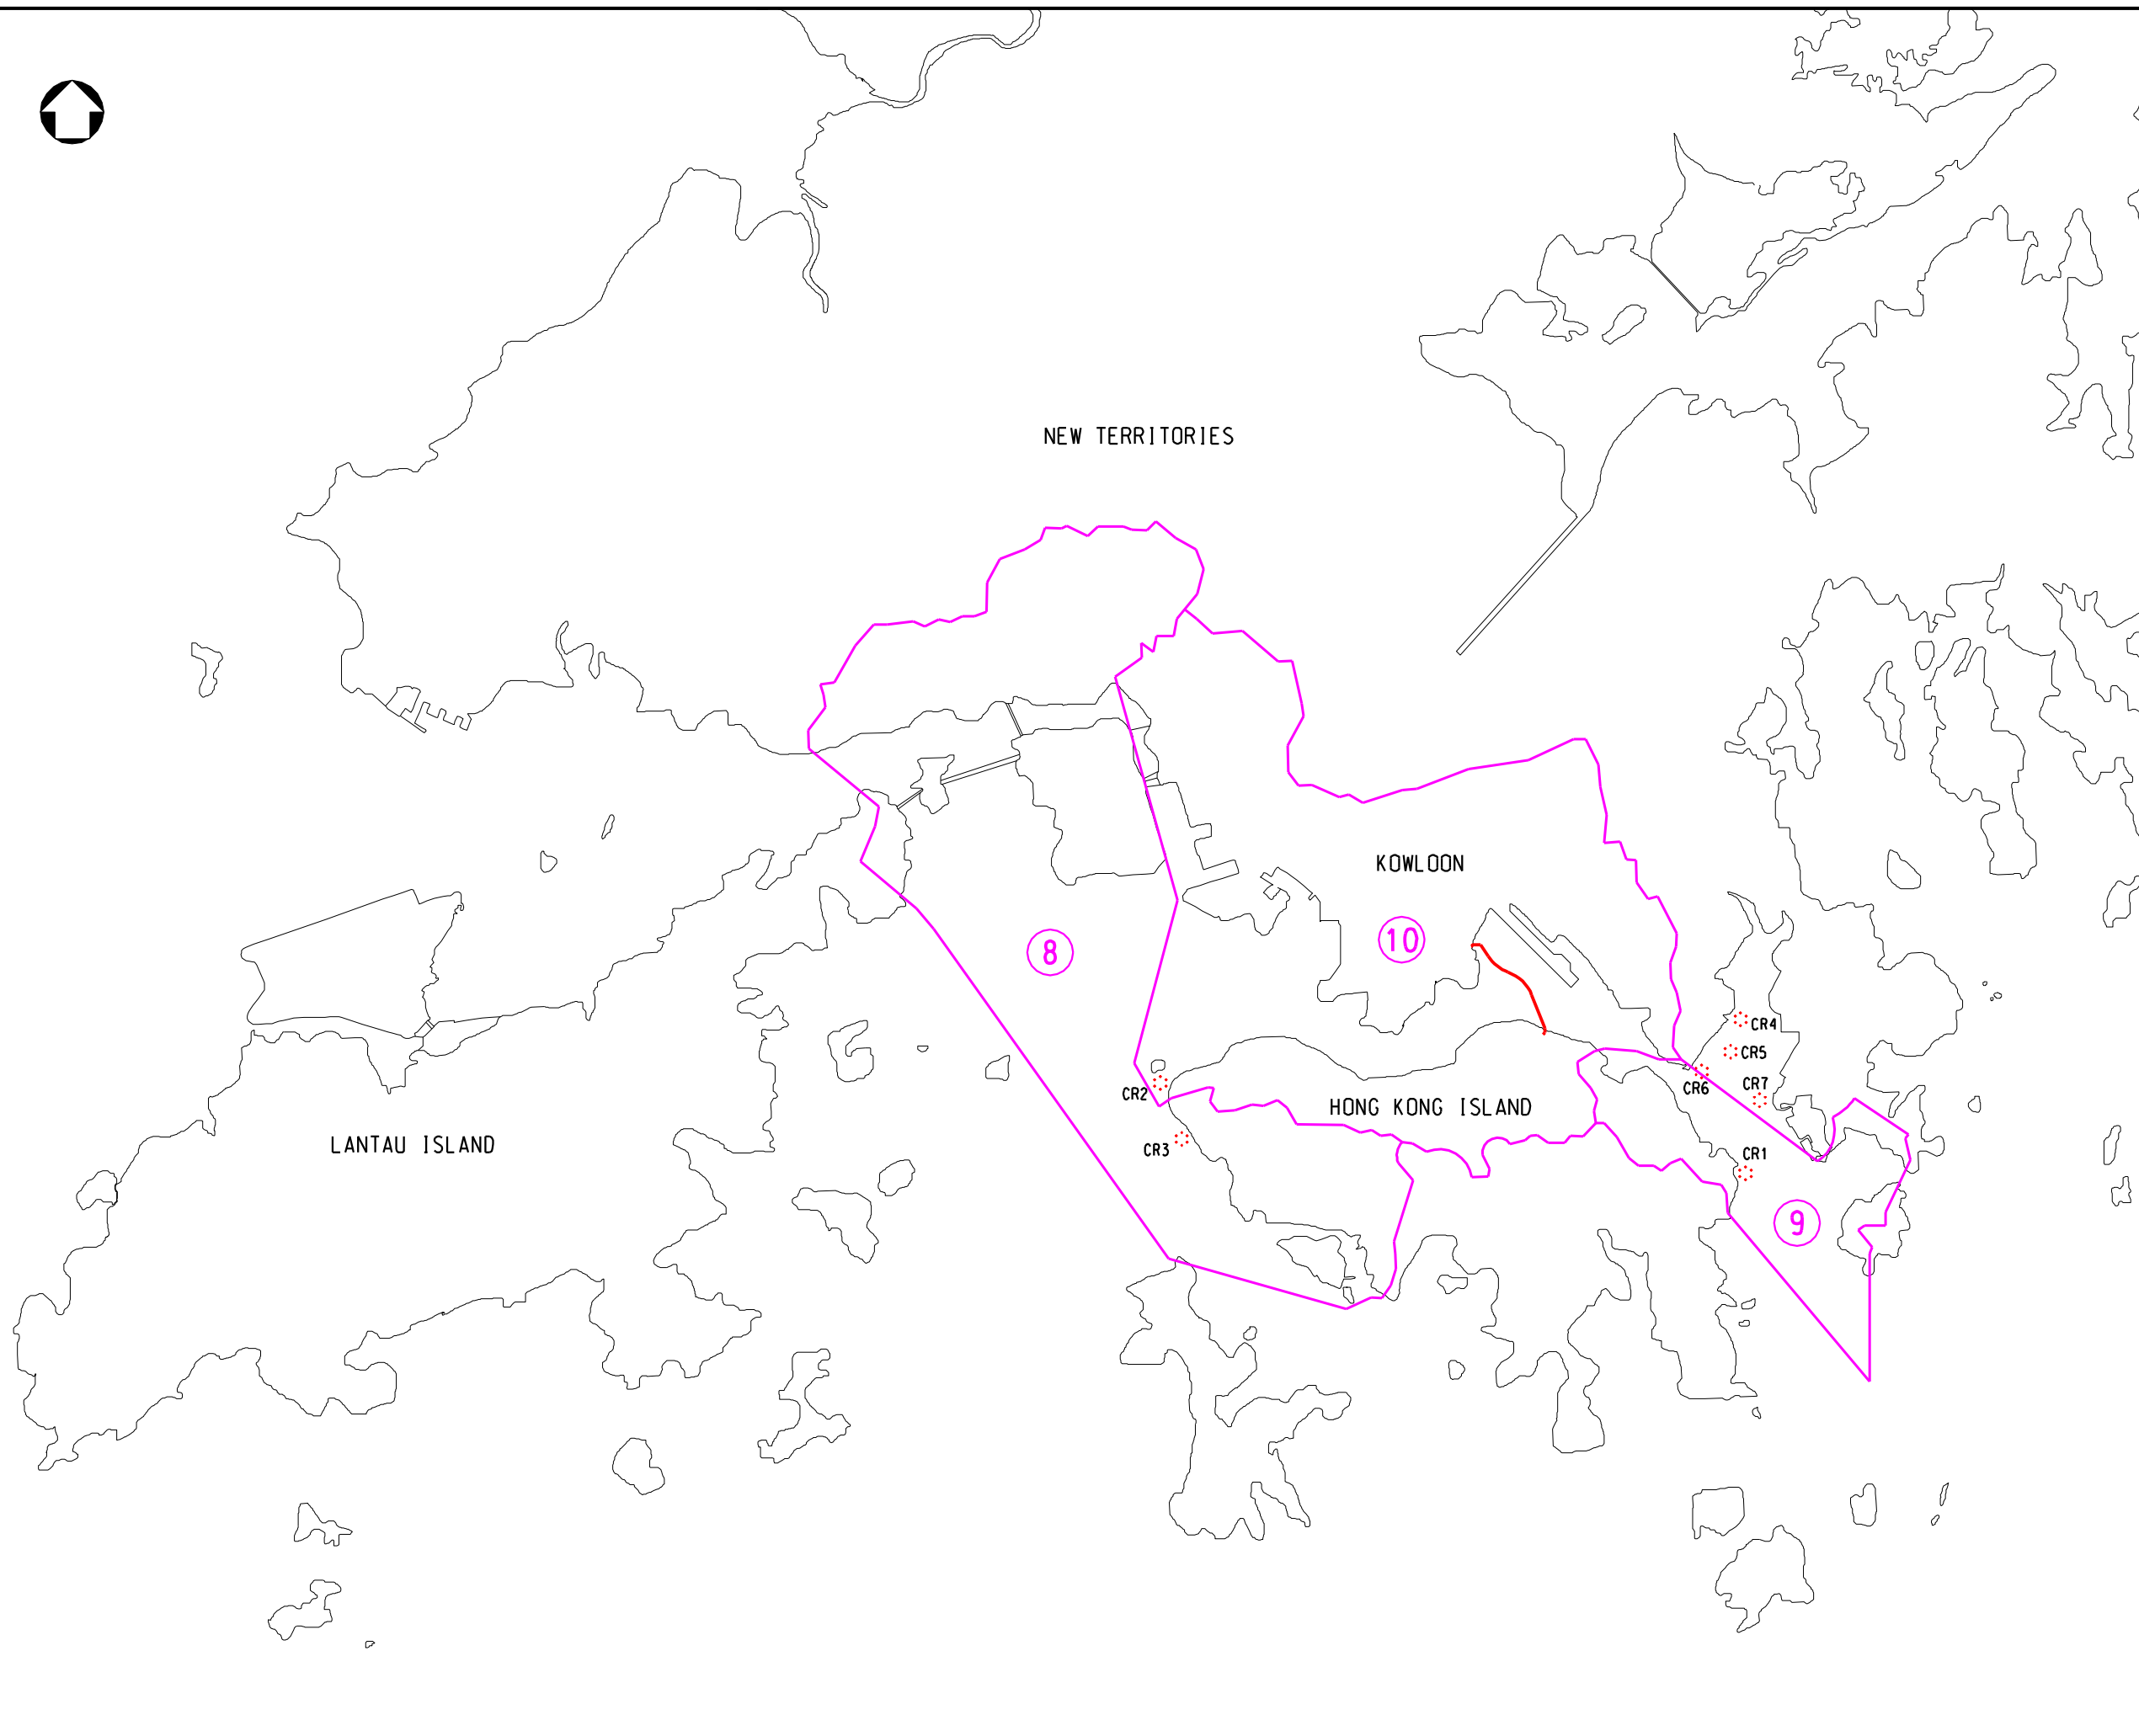 NEW TERRITORIES
KOWLOON
10
8
CR4
CR5
CR7
CR6
CR2
HONG KONG ISLAND
LANTAU ISLAND
CR3
CR1
9